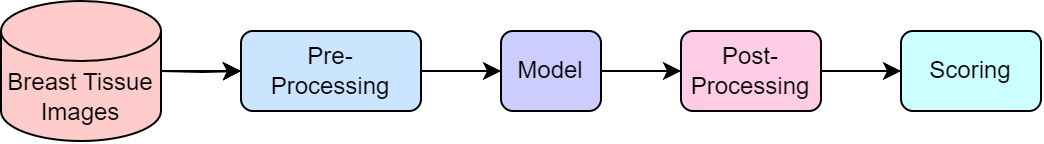 Breast Tissue
Images
Pre-
Processing
Model
Post-
Processing
Scoring